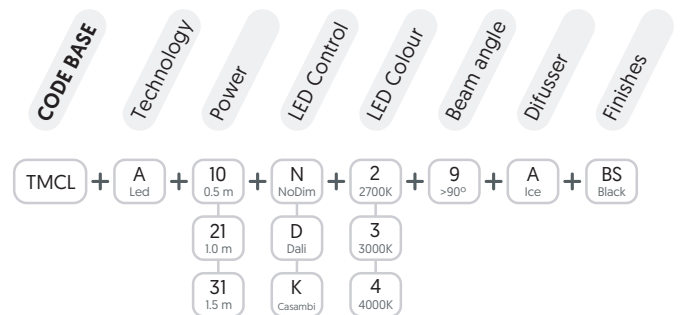 CODE BASE
Technology
Power
LED Control
LED Colour
Beam angle
Difusser
Finishes
TMCL + A + 10 + N + 2 + 9 + A + BS
Led 0.5 m NoDim 2700K >90º Ice Black
21 D 3
1.0 m Dali 3000K
31 K 4
1.5 m Casambi 4000K